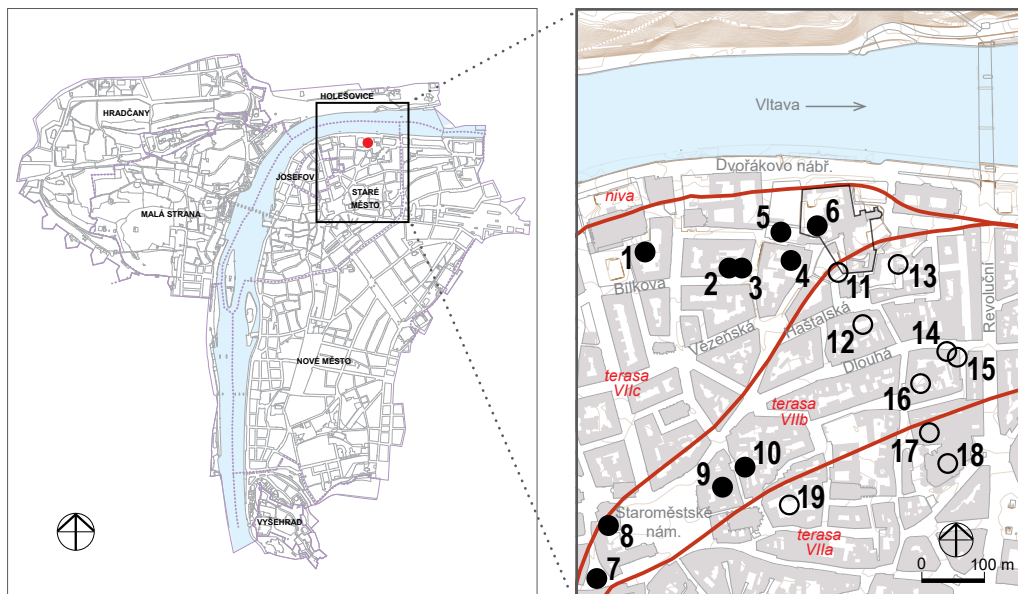 HOLEŠOVICE
HRADČANY
JOSEFOV
STARÉ
MĚSTO
MALÁ STRANA
NOVÉ MĚSTO
VYŠEHRAD
Vltava
Dvořákovo nábř.
niva
1
2
3
4
5
6
11
13
Bílkova
Vězeňská
Haštalská
12
Dlouhá
Revoluční
14
15
16
terasa
VIIc
terasa
VIIb
17
18
10
9
19
Staroměstské
nám.
8
7
terasa
VIIa
0
100 m